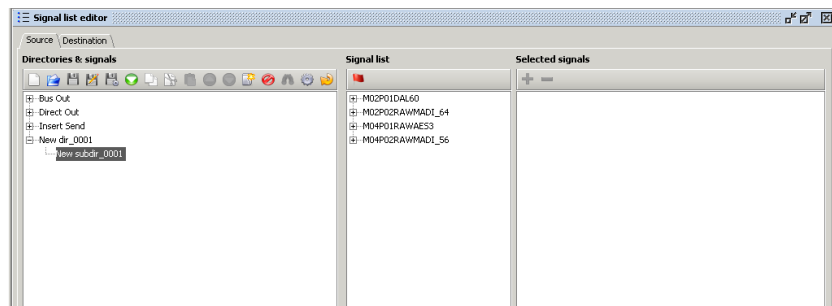 Signal list editor
Source Destination
Directories & signals
Bus Out
Direct Out
Insert Send
New dir_0001
New subdir_0001
Signal list
M02P01DAL60
M02P02RAWMADI_64
M04P01RAWAES3
M04P02RAWMADI_56
Selected signals